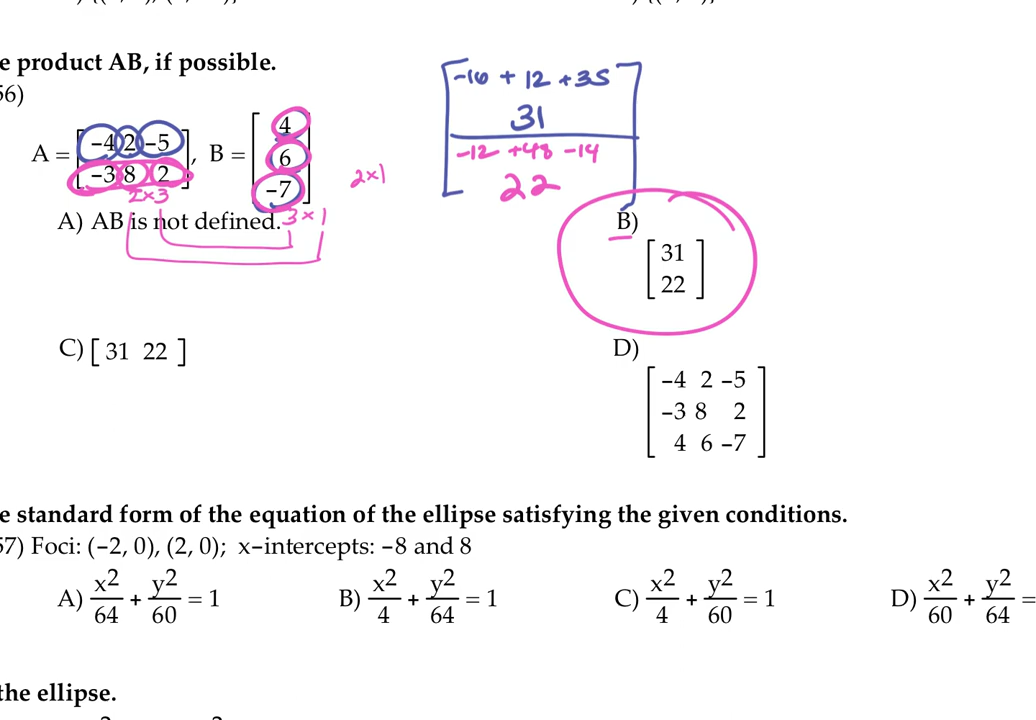 e product AB, if possible.
56)
A = [ −4 2 −5
−3 8 2 ], B = [ 4
6
−7 ]
2×3
3×1
2×1
-16 + 12 + 35
31
-12 + 48 - 14
22
A) AB is not defined.
B)
[ 31
22 ]
C) [ 31 22 ]
D)
[ −4 2 −5
−3 8 2
4 6 −7 ]
e standard form of the equation of the ellipse satisfying the given conditions.
57) Foci: (−2, 0), (2, 0); x−intercepts: −8 and 8
A) x²/64 + y²/60 = 1
B) x²/4 + y²/64 = 1
C) x²/4 + y²/60 = 1
D) x²/60 + y²/64 =
the ellipse.